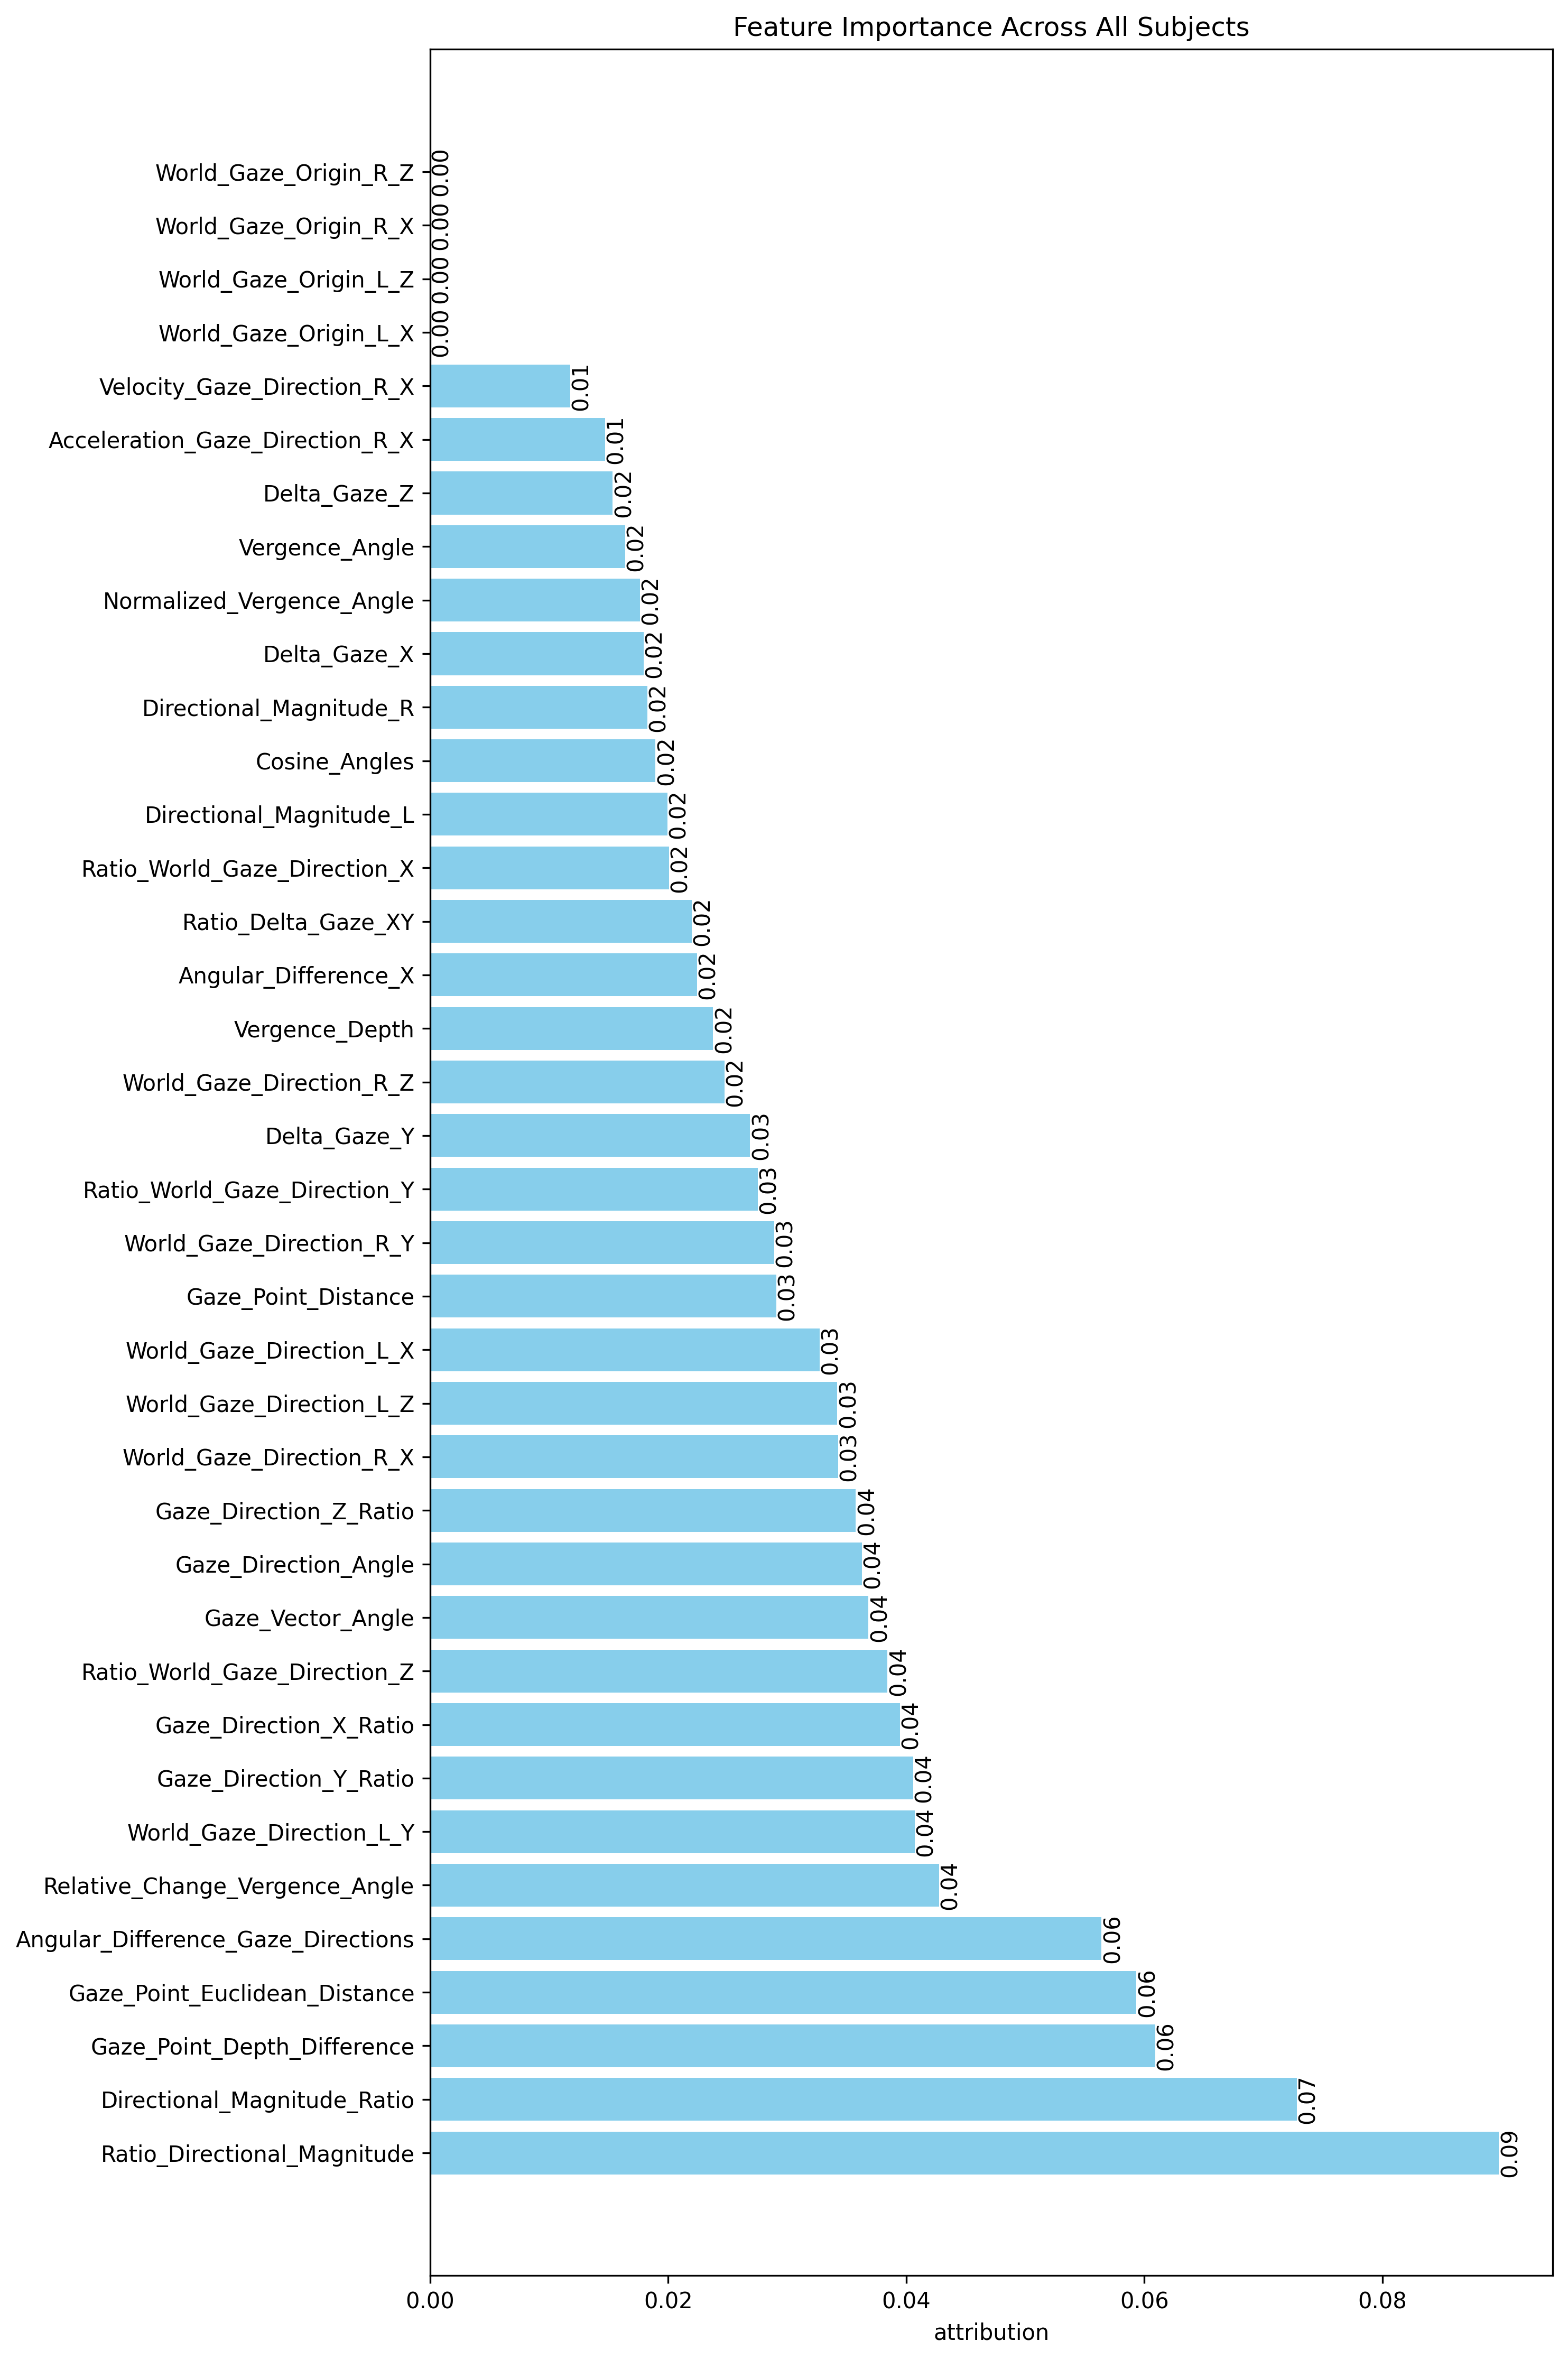 Feature Importance Across All Subjects
World_Gaze_Origin_R_Z 0.00
World_Gaze_Origin_R_X 0.00
World_Gaze_Origin_L_Z 0.00
World_Gaze_Origin_L_X 0.00
Velocity_Gaze_Direction_R_X 0.01
Acceleration_Gaze_Direction_R_X 0.01
Delta_Gaze_Z 0.02
Vergence_Angle 0.02
Normalized_Vergence_Angle 0.02
Delta_Gaze_X 0.02
Directional_Magnitude_R 0.02
Cosine_Angles 0.02
Directional_Magnitude_L 0.02
Ratio_World_Gaze_Direction_X 0.02
Ratio_Delta_Gaze_XY 0.02
Angular_Difference_X 0.02
Vergence_Depth 0.02
World_Gaze_Direction_R_Z 0.02
Delta_Gaze_Y 0.03
Ratio_World_Gaze_Direction_Y 0.03
World_Gaze_Direction_R_Y 0.03
Gaze_Point_Distance 0.03
World_Gaze_Direction_L_X 0.03
World_Gaze_Direction_L_Z 0.03
World_Gaze_Direction_R_X 0.03
Gaze_Direction_Z_Ratio 0.04
Gaze_Direction_Angle 0.04
Gaze_Vector_Angle 0.04
Ratio_World_Gaze_Direction_Z 0.04
Gaze_Direction_X_Ratio 0.04
Gaze_Direction_Y_Ratio 0.04
World_Gaze_Direction_L_Y 0.04
Relative_Change_Vergence_Angle 0.04
Angular_Difference_Gaze_Directions 0.06
Gaze_Point_Euclidean_Distance 0.06
Gaze_Point_Depth_Difference 0.06
Directional_Magnitude_Ratio 0.07
Ratio_Directional_Magnitude 0.09
0.00 0.02 0.04 0.06 0.08
attribution